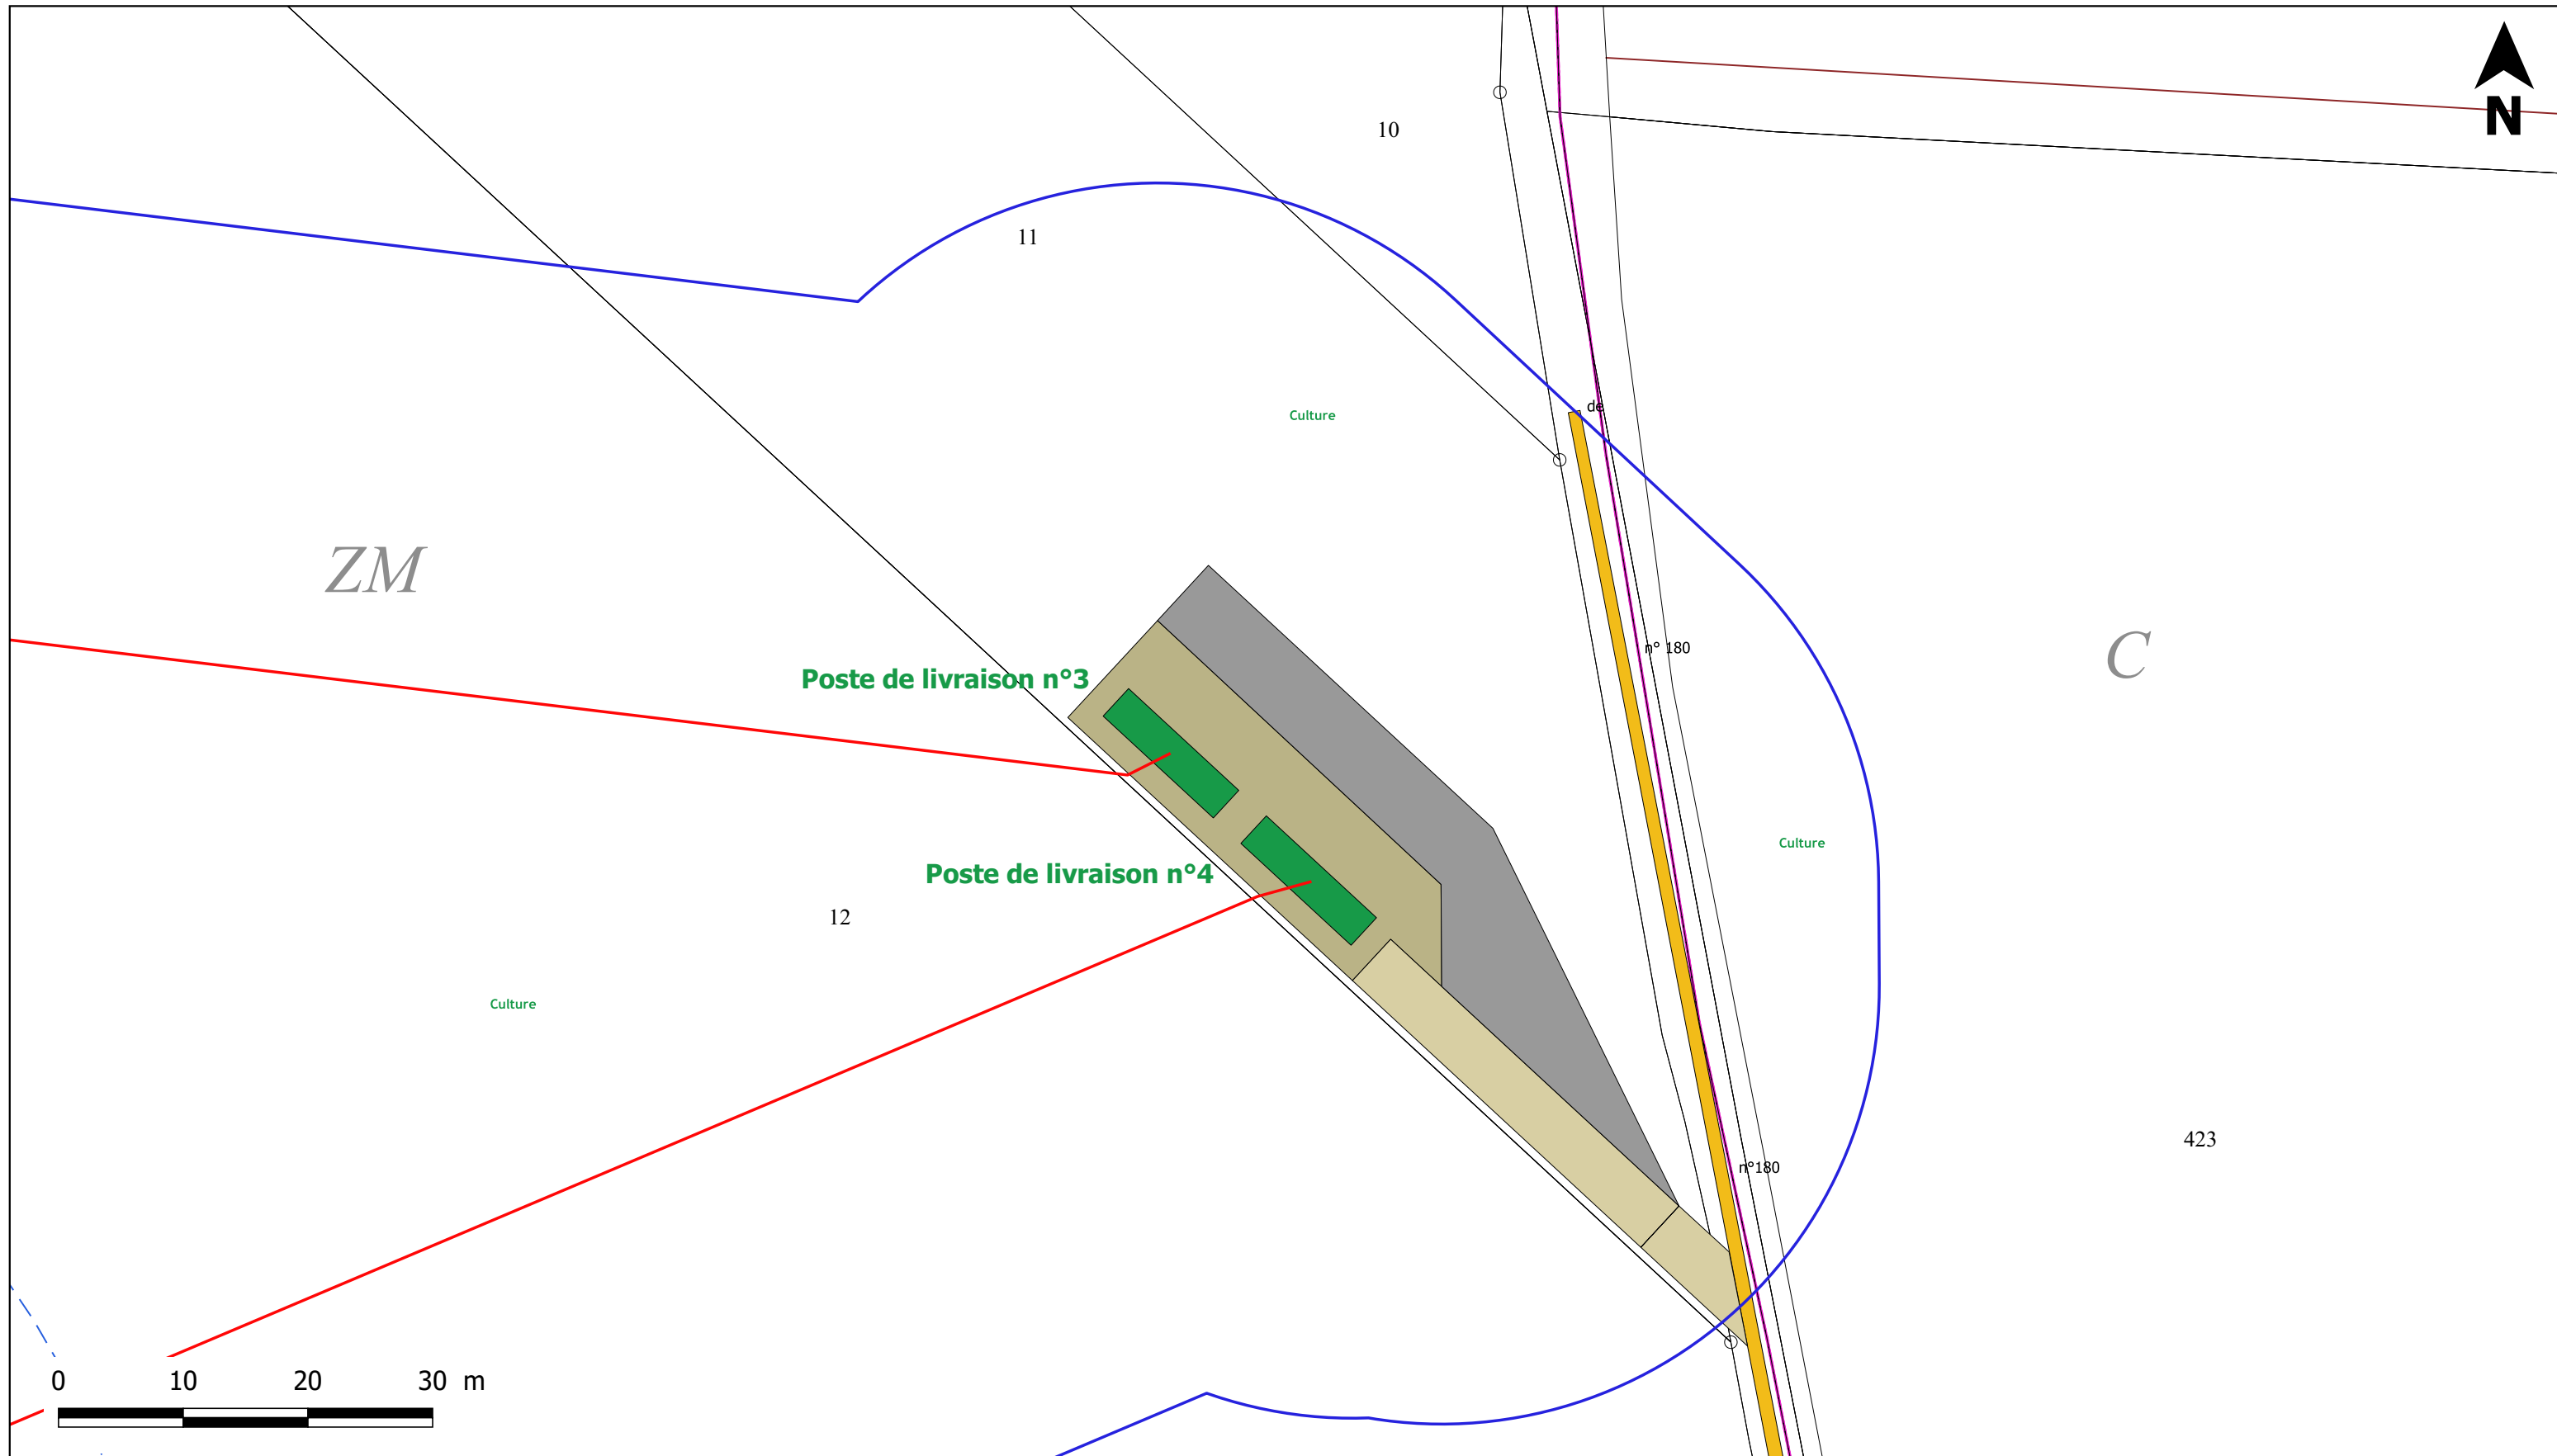 N
10
11
Culture
de
ZM
n° 180
C
Poste de livraison n°3
Culture
Poste de livraison n°4
12
Culture
423
n°180
0 10 20 30 m